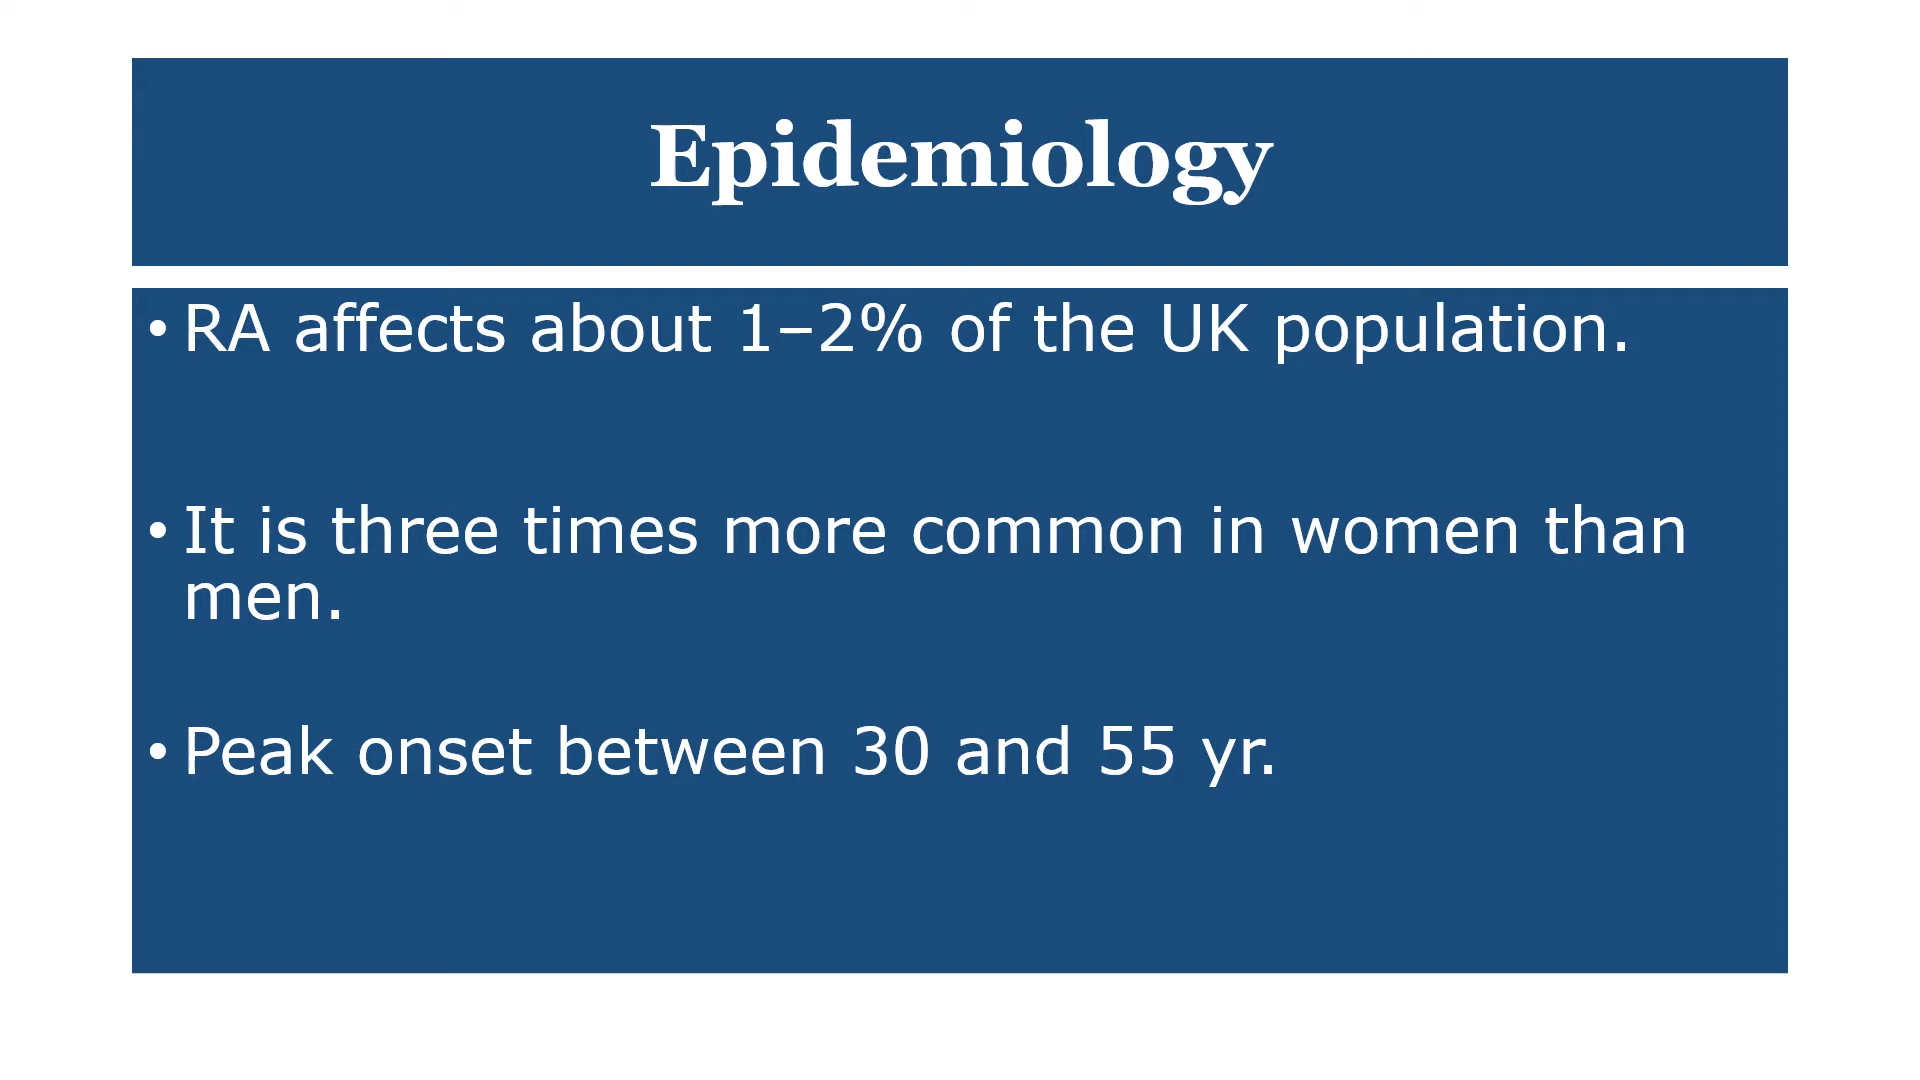 Epidemiology
• RA affects about 1–2% of the UK population.
• It is three times more common in women than
men.
• Peak onset between 30 and 55 yr.